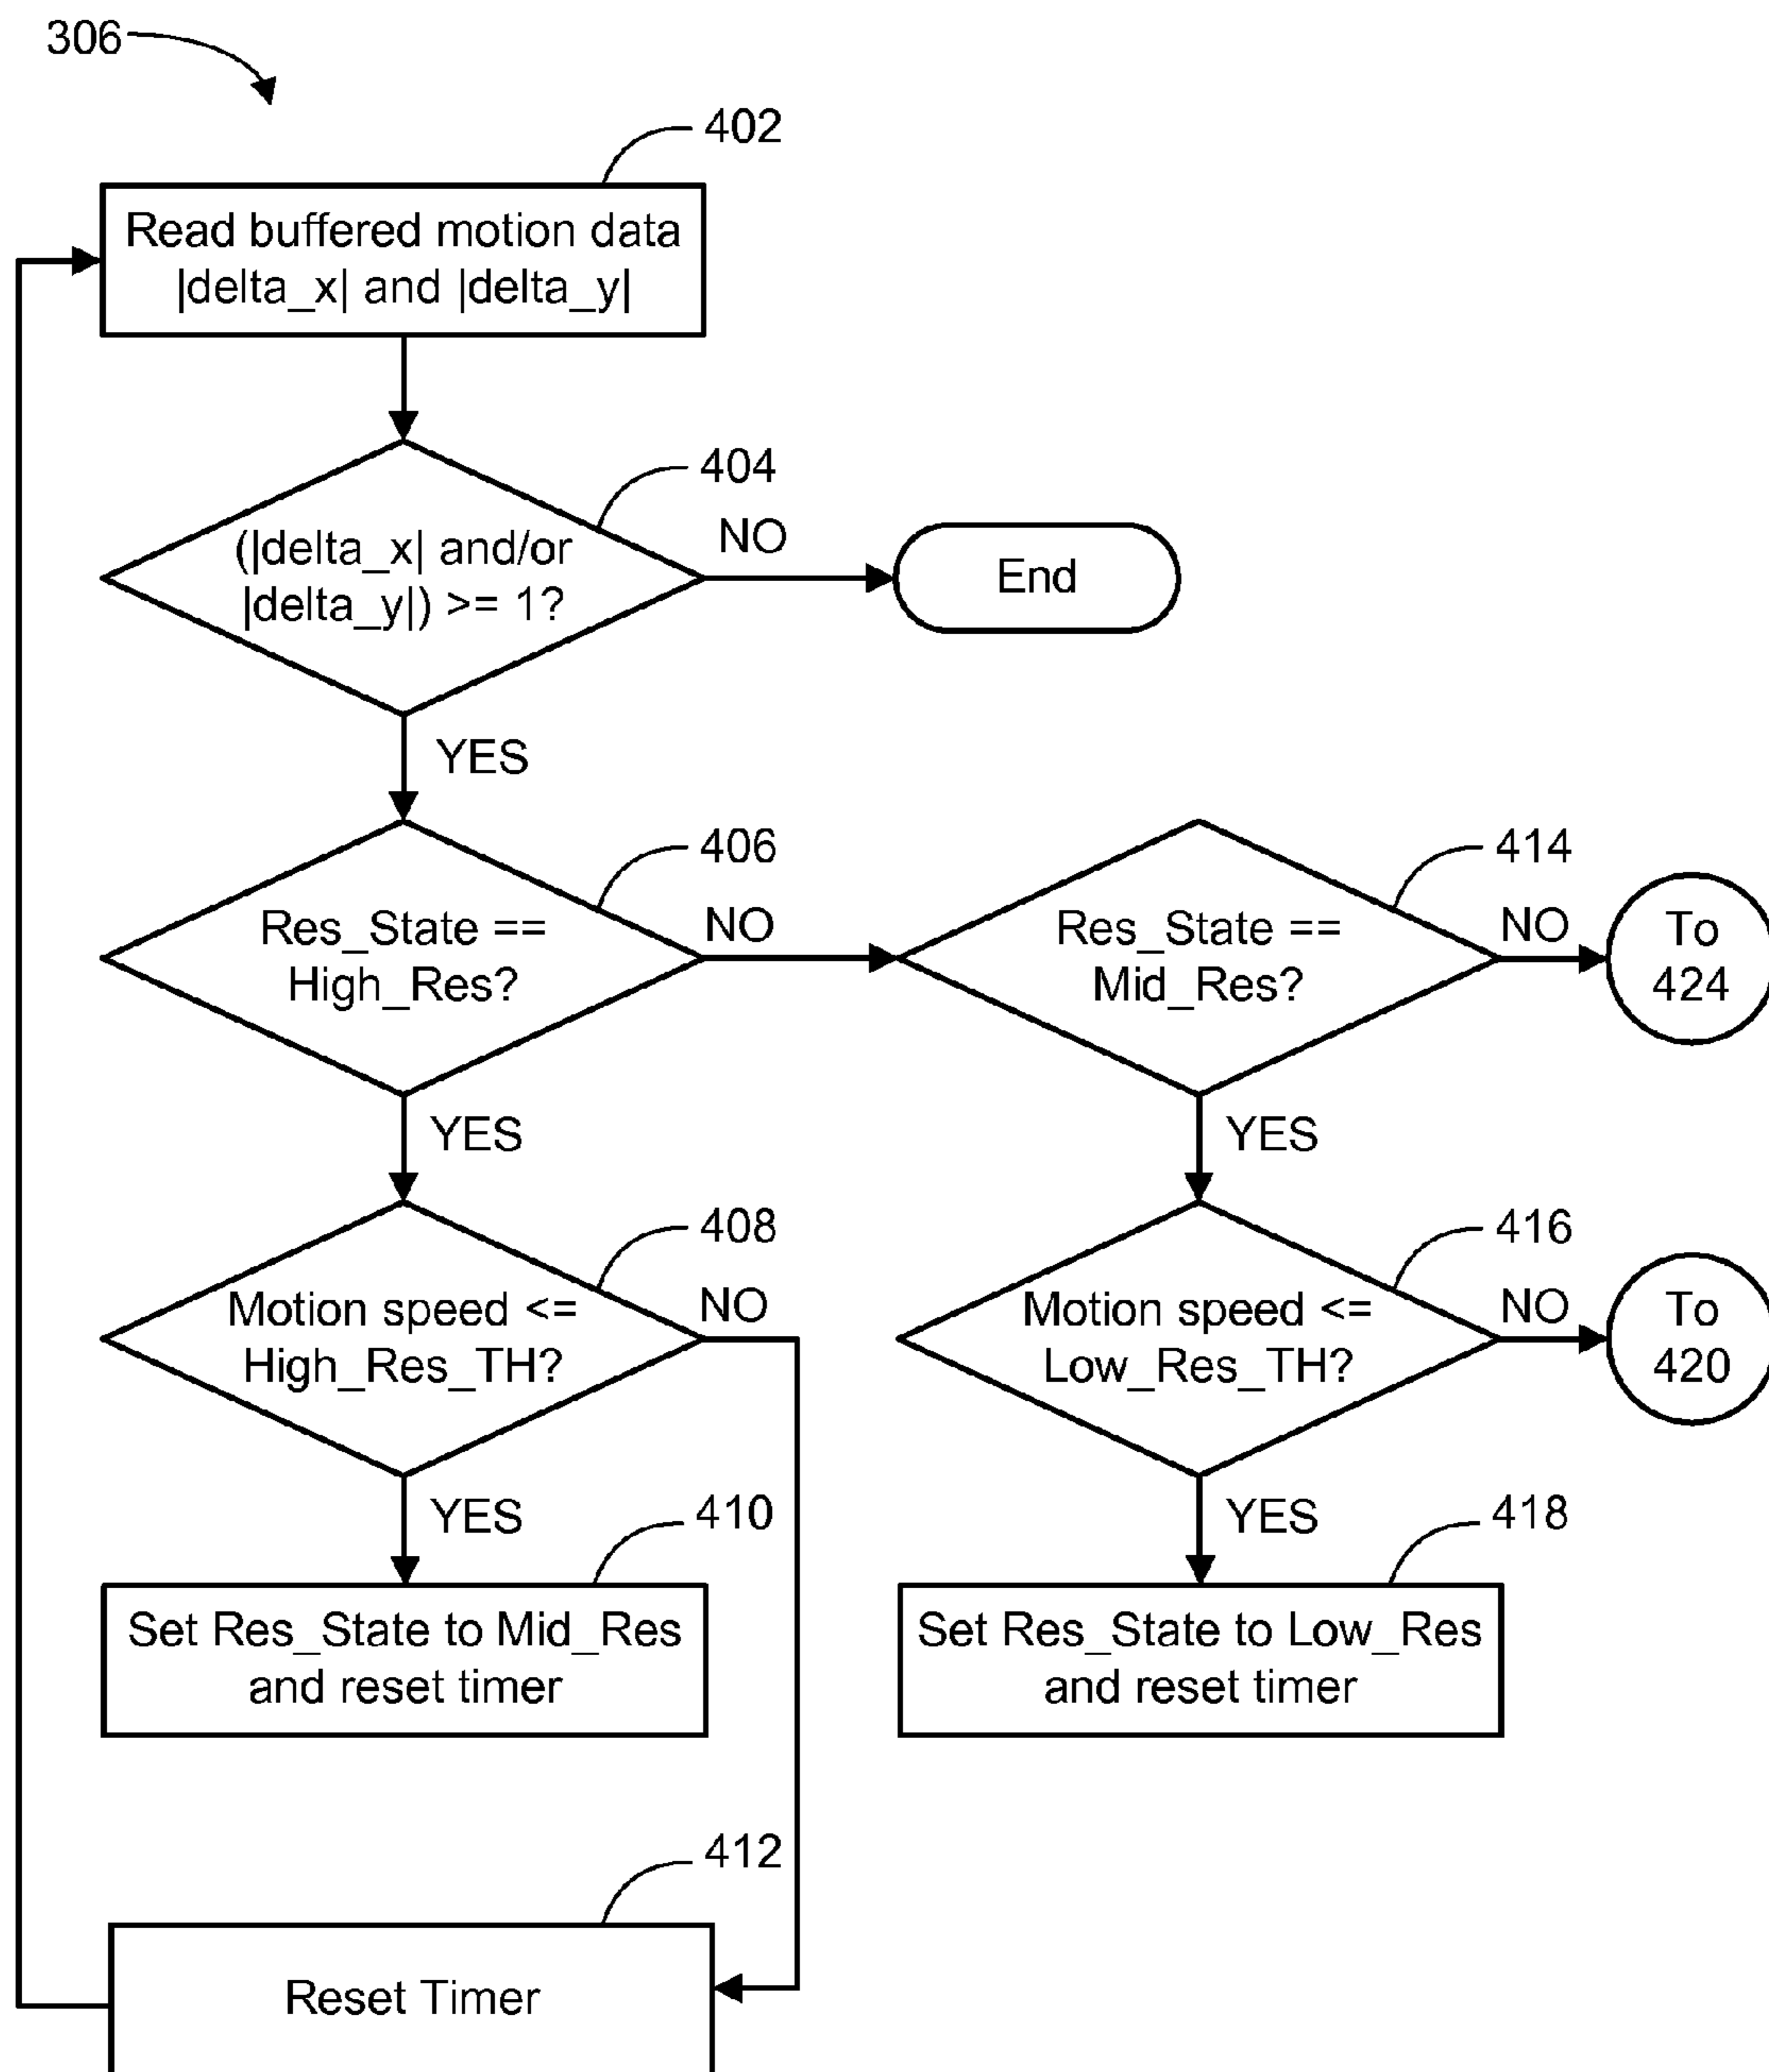 306
402
Read buffered motion data
|delta_x| and |delta_y|
404
(|delta_x| and/or
|delta_y|) >= 1?
NO
End
YES
406
Res_State ==
High_Res?
NO
414
Res_State ==
Mid_Res?
NO
To
424
YES
YES
408
Motion speed <=
High_Res_TH?
NO
416
Motion speed <=
Low_Res_TH?
NO
To
420
YES
410
Set Res_State to Mid_Res
and reset timer
YES
418
Set Res_State to Low_Res
and reset timer
412
Reset Timer